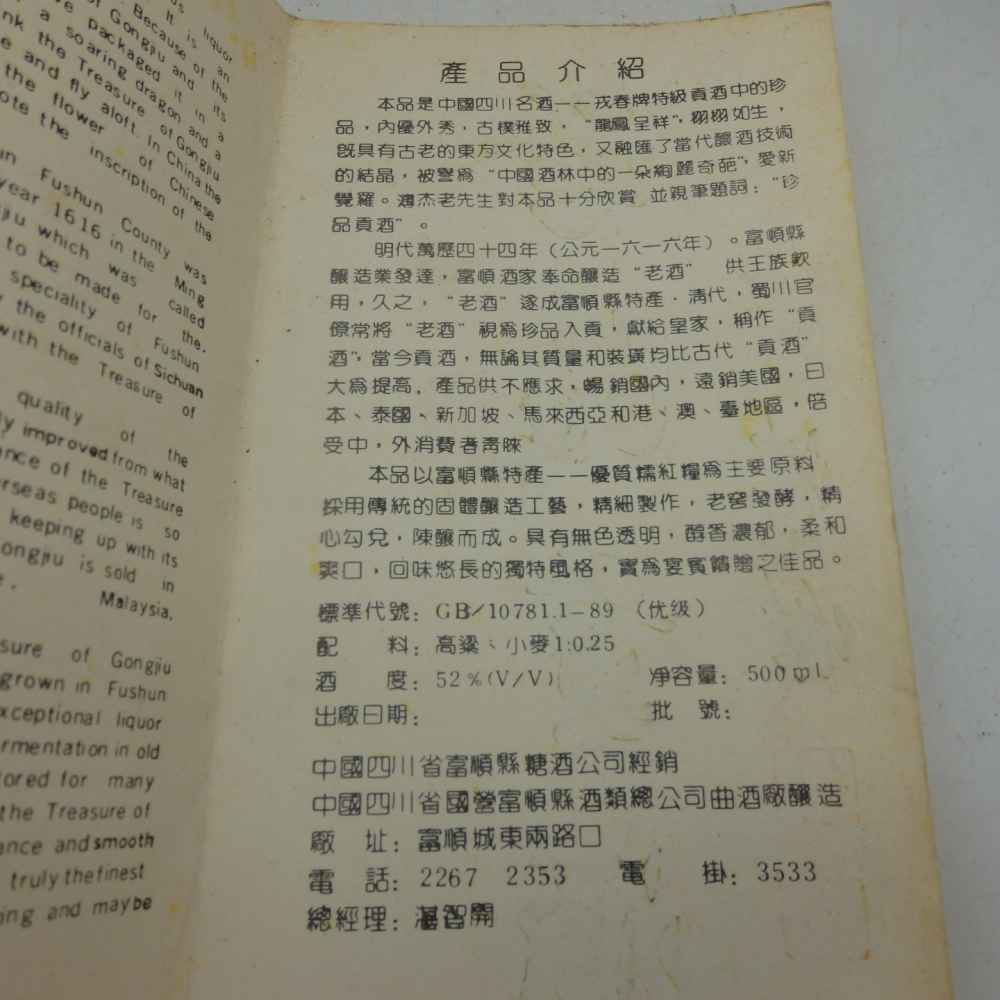 liquor
Because of an
of Gongjiu and the
packaged it in its
a soaring dragon and a
the Treasure of Gongjiu
and fly aloft. In China the
the flower of Chinese
the inscription of the
Fushun County was
year 1616 in the Ming
which was called
to be made for the.
speciality of Fushun
the officials of Sichuan
with the Treasure of
quality of the
improved from what
of the Treasure
people is so
keeping up with its
is sold in
Malaysia,
of Gongjiu
grown in Fushun
liquor
in old
for many
the Treasure of
and smooth
truly the finest
and may be
產品介紹
本品是中國四川名酒——戎春牌特級貢酒中的珍
品，內優外秀，古樸雅致，“龍鳳呈祥”，栩栩如生，
既具有古老的東方文化特色，又融匯了當代釀酒技術
的結晶，被譽為“中國酒林中的一朵絢麗奇葩”，愛新
覺羅。溥杰老先生對本品十分欣賞 並親筆題詞：“珍
品貢酒”。
明代萬歷四十四年（公元一六一六年）。富順縣
釀造業發達，富順酒家奉命釀造“老酒” 供王族飲
用，久之，“老酒”遂成富順縣特產．清代，蜀川官
僚常將“老酒”視為珍品入貢，獻給皇家，稱作“貢
酒”，當今貢酒，無論其質量和裝璜均比古代“貢酒”
大為提高．產品供不應求，暢銷國內，遠銷美國，日
本、泰國、新加坡、馬來西亞和港、澳、臺地區，倍
受中，外消費者青睞
本品以富順縣特產——優質糯紅糧為主要原料
採用傳統的固體釀造工藝，精細製作，老窖發酵，精
心勾兌，陳釀而成。具有無色透明，醇香濃郁，柔和
爽口，回味悠長的獨特風格，實為宴賓饋贈之佳品。
標準代號：GB/10781.1-89 （优级）
配 料：高粱、小麥1:0.25
酒 度：52%(V/V) 净容量：500ml
出廠日期： 批 號：
中國四川省富順縣糖酒公司經銷
中國四川省國營富順縣酒類總公司曲酒廠釀造
廠 址：富順城東兩路口
電 話：2267 2353 電 掛：3533
總經理：湛智開